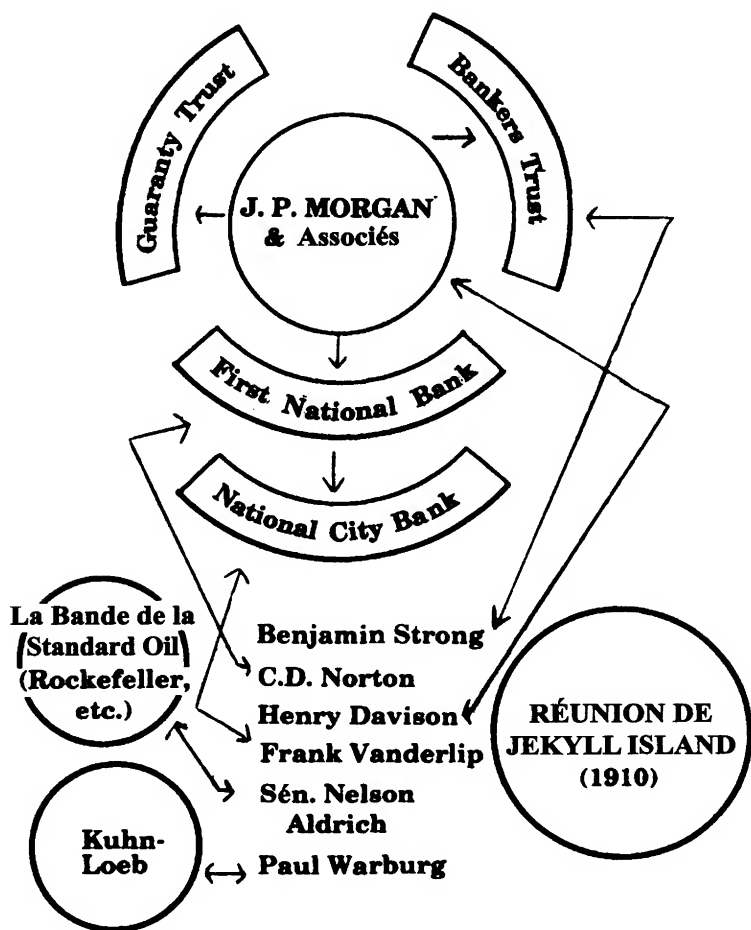 Guaranty Trust
Bankers Trust
J. P. MORGAN
& Associés
First National Bank
National City Bank
La Bande de la
Standard Oil
(Rockefeller,
etc.)
Benjamin Strong
C.D. Norton
Henry Davison
Frank Vanderlip
Sén. Nelson
Aldrich
Paul Warburg
Kuhn-
Loeb
RÉUNION DE
JEKYLL ISLAND
(1910)